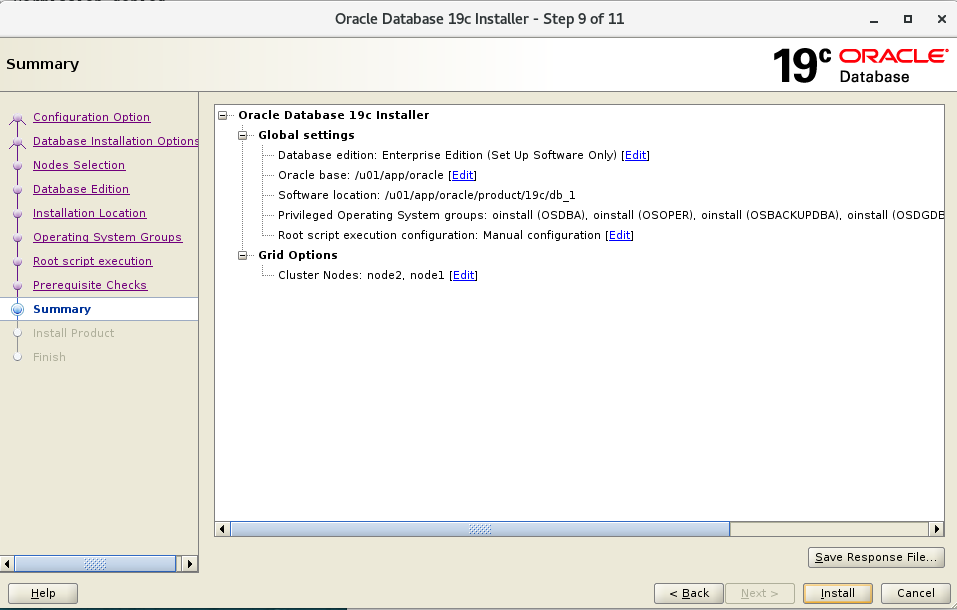 Oracle Database 19c Installer - Step 9 of 11
Summary
19c ORACLE
Database
Configuration Option
Database Installation Options
Nodes Selection
Database Edition
Installation Location
Operating System Groups
Root script execution
Prerequisite Checks
Summary
Install Product
Finish
Oracle Database 19c Installer
Global settings
Database edition: Enterprise Edition (Set Up Software Only) [Edit]
Oracle base: /u01/app/oracle [Edit]
Software location: /u01/app/oracle/product/19c/db_1
Privileged Operating System groups: oinstall (OSDBA), oinstall (OSOPER), oinstall (OSBACKUPDBA), oinstall (OSDGDB
Root script execution configuration: Manual configuration [Edit]
Grid Options
Cluster Nodes: node2, node1 [Edit]
Save Response File...
Help
< Back
Next >
Install
Cancel